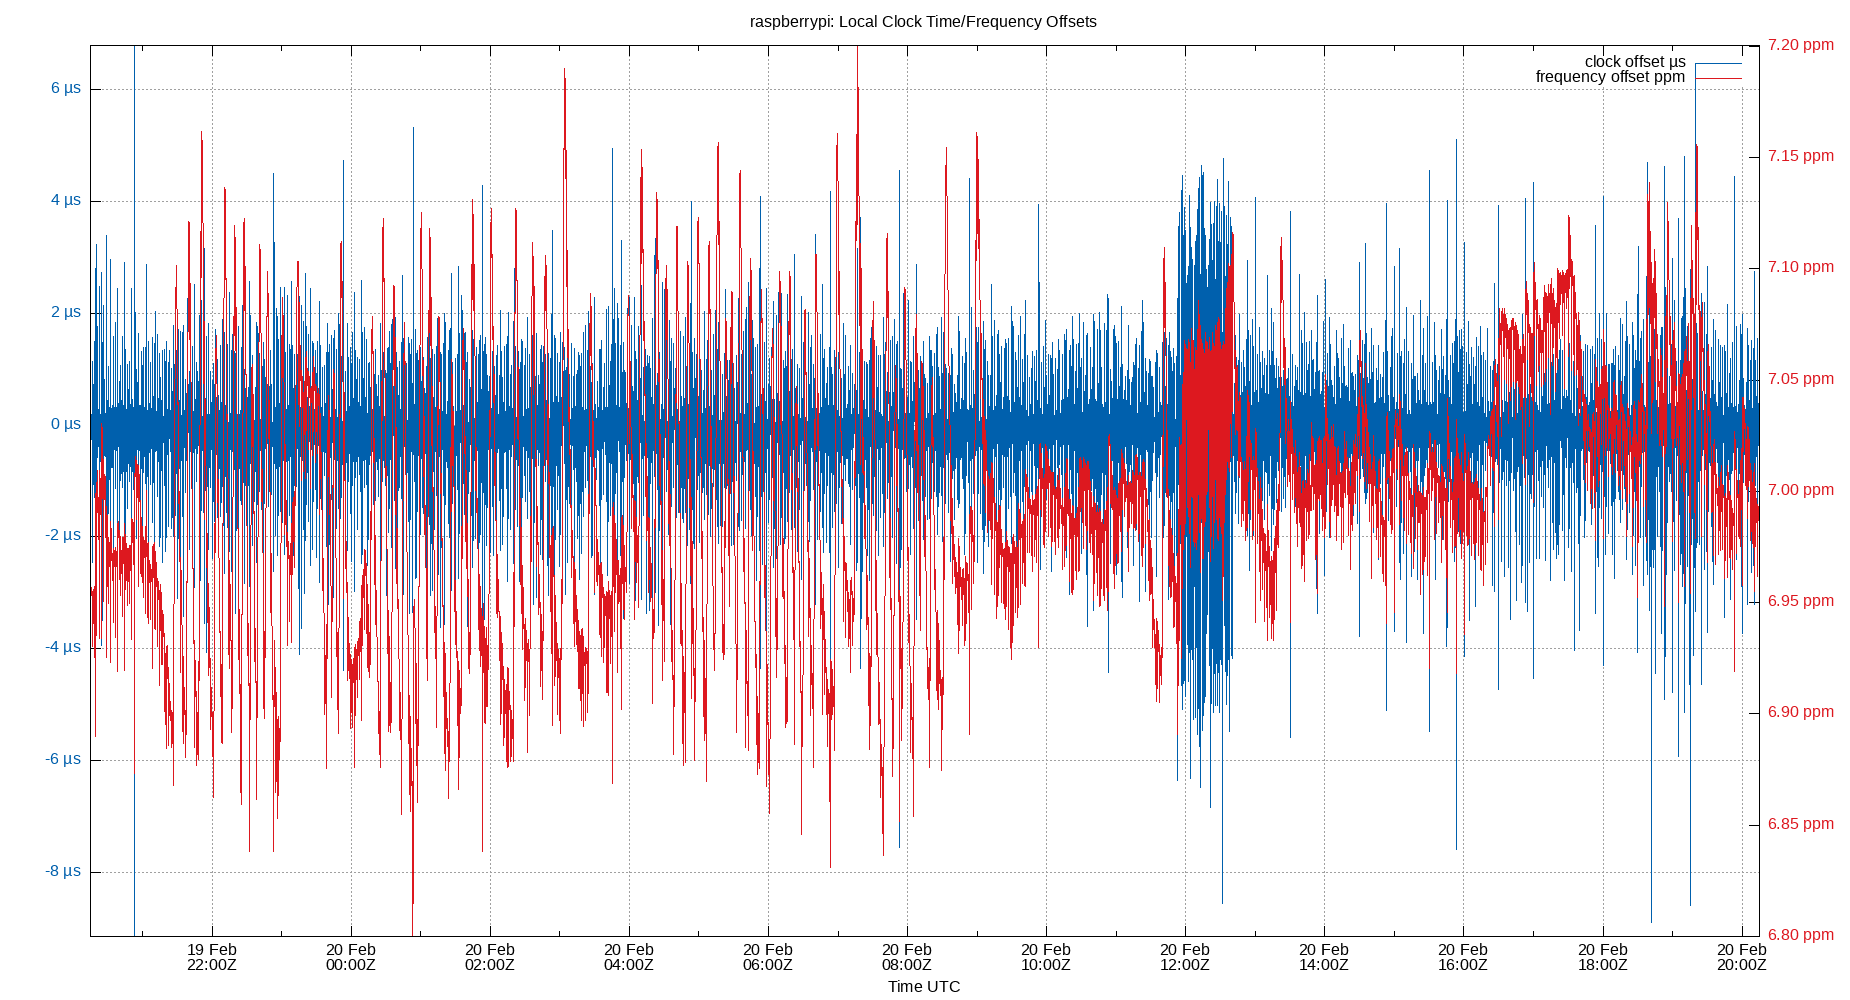 raspberrypi: Local Clock Time/Frequency Offsets
7.20 ppm
clock offset µs
frequency offset ppm
6 µs
7.15 ppm
4 µs
7.10 ppm
2 µs
7.05 ppm
0 µs
7.00 ppm
-2 µs
6.95 ppm
-4 µs
6.90 ppm
-6 µs
6.85 ppm
-8 µs
6.80 ppm
19 Feb 20 Feb 20 Feb 20 Feb 20 Feb 20 Feb 20 Feb 20 Feb 20 Feb 20 Feb 20 Feb 20 Feb
22:00Z 00:00Z 02:00Z 04:00Z 06:00Z 08:00Z 10:00Z 12:00Z 14:00Z 16:00Z 18:00Z 20:00Z
Time UTC